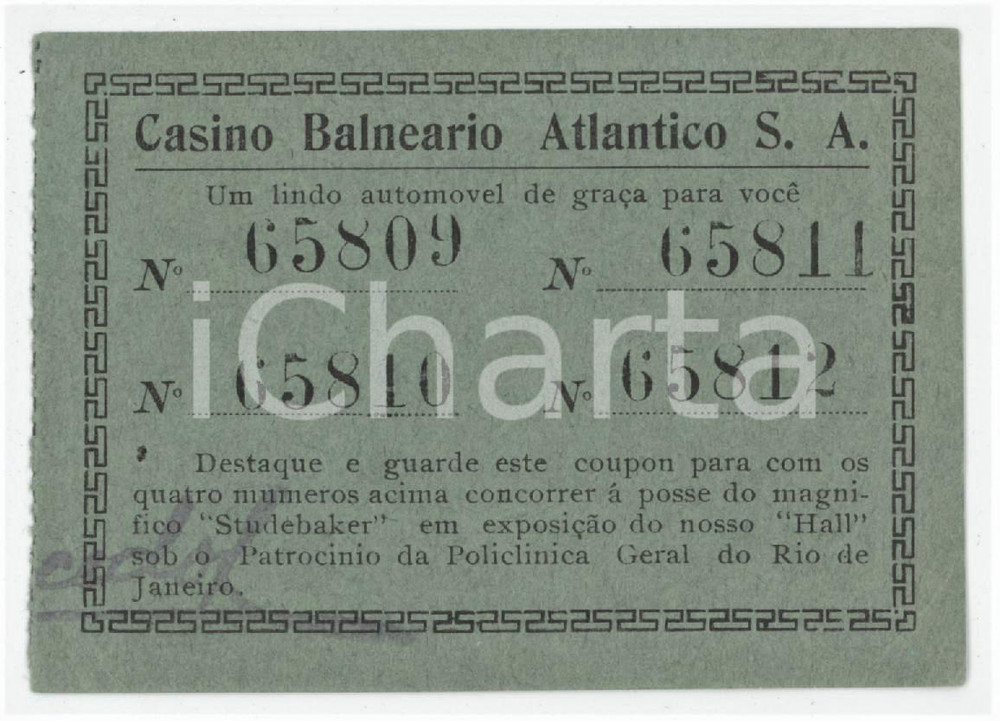 Casino Balneario Atlantico S. A.
Um lindo automovel de graça para você
Nº 65809 Nº 65811
Nº 65810 Nº 65812
iCharta
Destaque e guarde este coupon para com os
quatro mumeros acima concorrer á posse do magni-
fico "Studebaker" em exposição do nosso "Hall"
sob o Patrocinio da Policlinica Geral do Rio de
Janeiro.